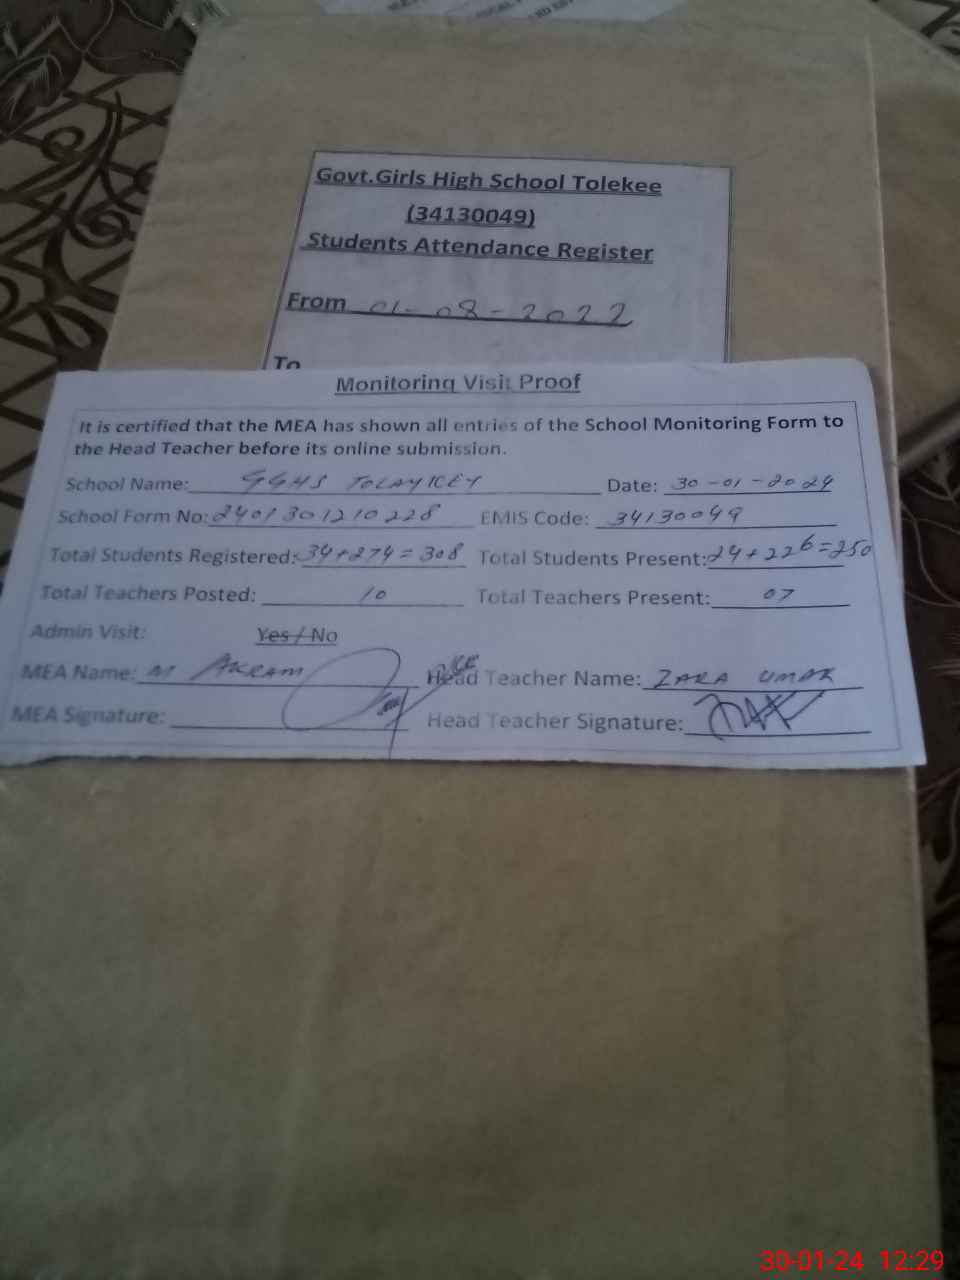 Govt.Girls High School Tolekee
(34130049)
Students Attendance Register
From 01-08-2022
To
Monitoring Visit Proof
It is certified that the MEA has shown all entries of the School Monitoring Form to
the Head Teacher before its online submission.
School Name: GGHS TOLAYKEY Date: 30-01-2024
School Form No: 2401301210228 EMIS Code: 34130049
Total Students Registered: 34+274=308 Total Students Present: 24+226=250
Total Teachers Posted: 10 Total Teachers Present: 07
Admin Visit: Yes / No
MEA Name: M AKRAM Head Teacher Name: ZARA UMAR
MEA Signature: Head Teacher Signature:
30-01-24 12:29